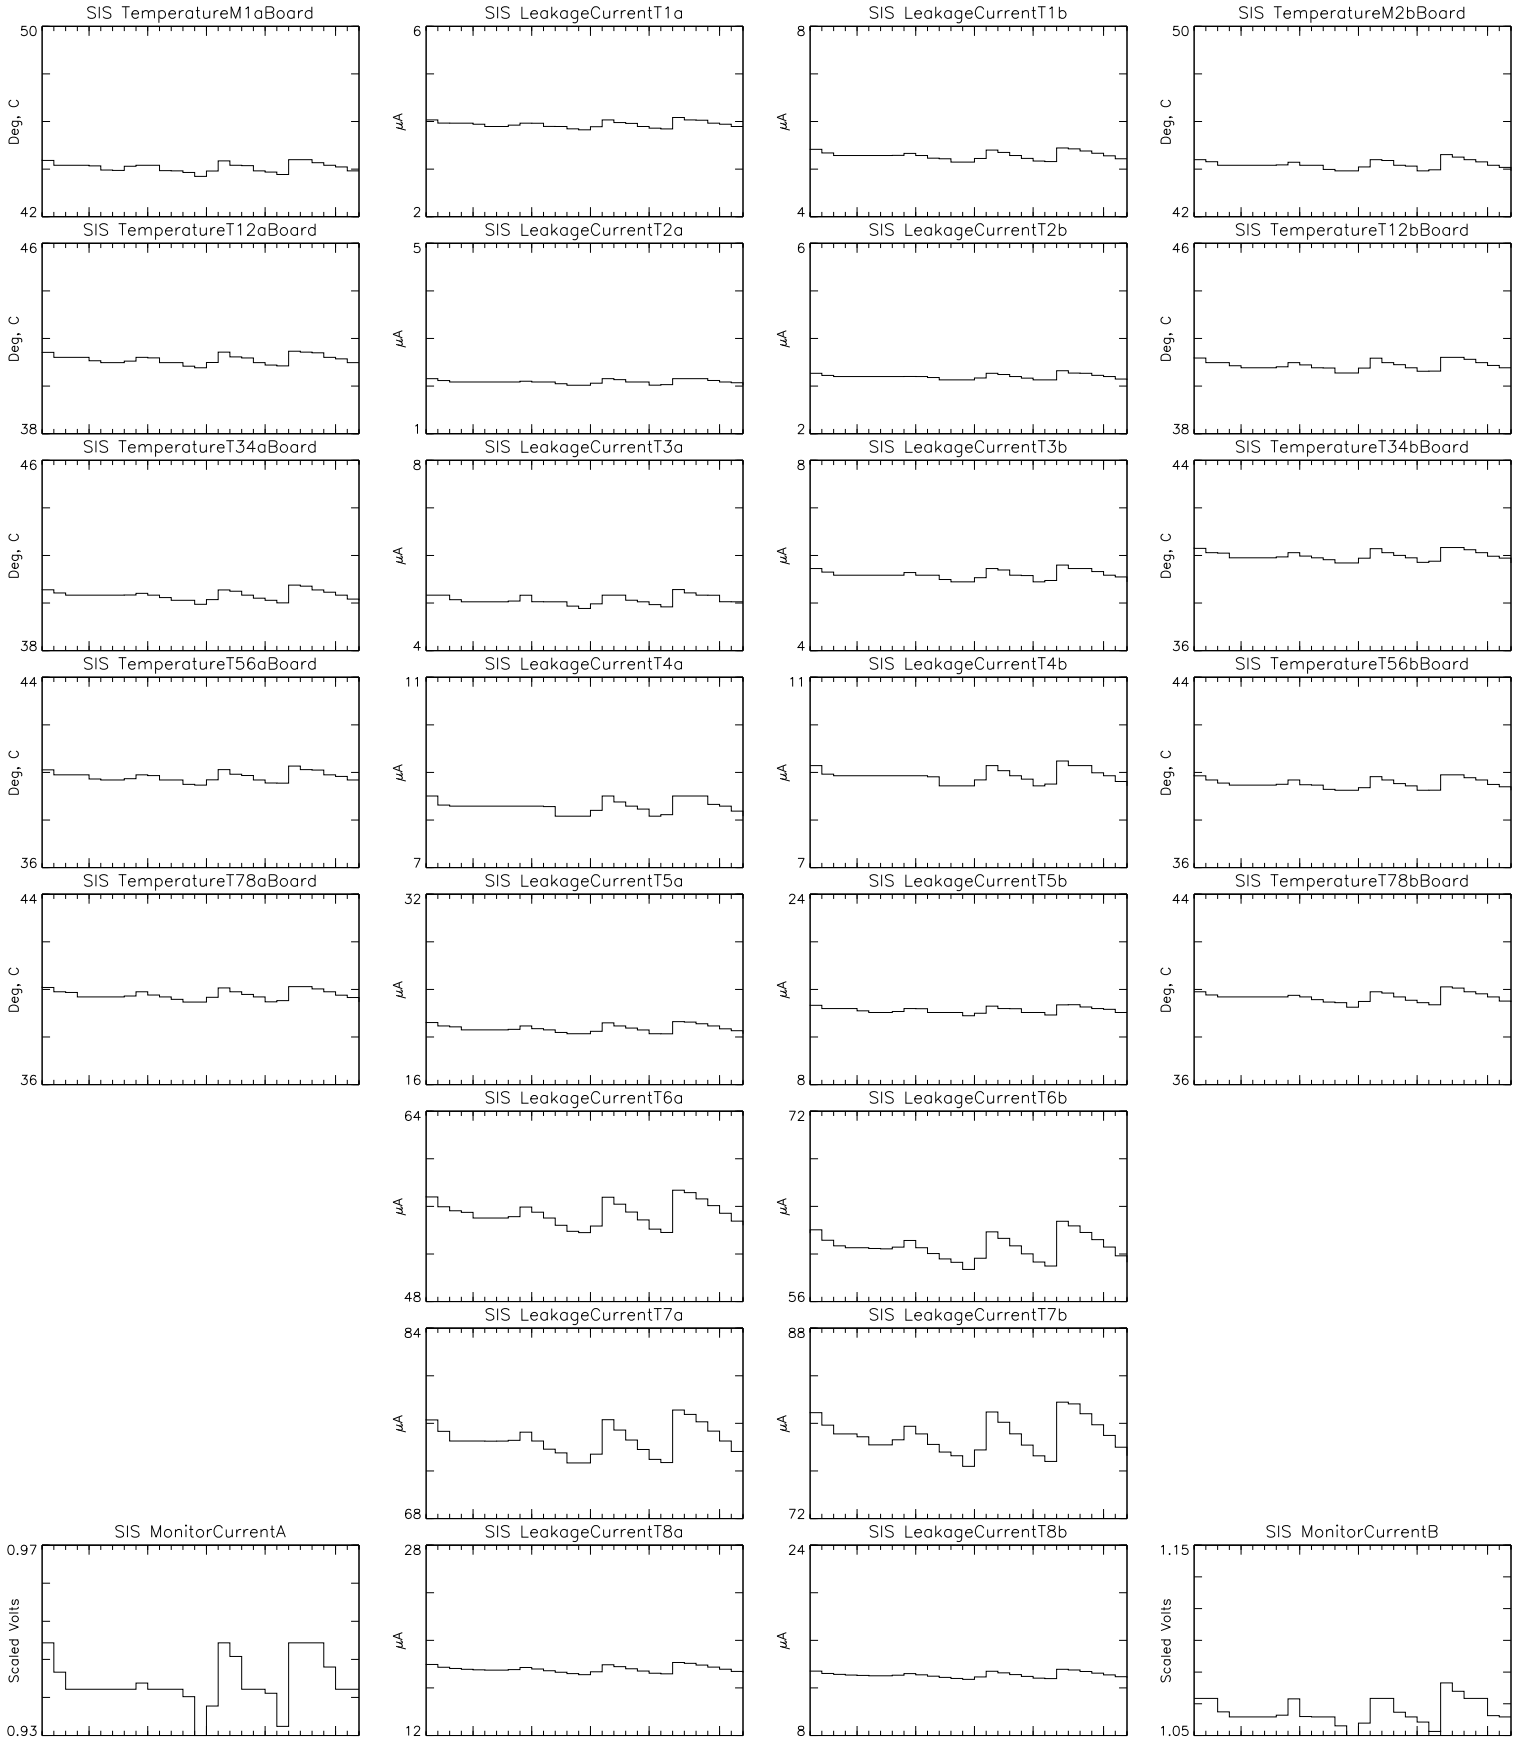 SIS TemperatureM1aBoard
50
Deg, C
42
SIS LeakageCurrentT1a
6
μA
2
SIS LeakageCurrentT1b
8
μA
4
SIS TemperatureM2bBoard
50
Deg, C
42
SIS TemperatureT12aBoard
46
Deg, C
38
SIS LeakageCurrentT2a
5
μA
1
SIS LeakageCurrentT2b
6
μA
2
SIS TemperatureT12bBoard
46
Deg, C
38
SIS TemperatureT34aBoard
46
Deg, C
38
SIS LeakageCurrentT3a
8
μA
4
SIS LeakageCurrentT3b
8
μA
4
SIS TemperatureT34bBoard
44
Deg, C
36
SIS TemperatureT56aBoard
44
Deg, C
36
SIS LeakageCurrentT4a
11
μA
7
SIS LeakageCurrentT4b
11
μA
7
SIS TemperatureT56bBoard
44
Deg, C
36
SIS TemperatureT78aBoard
44
Deg, C
36
SIS LeakageCurrentT5a
32
μA
16
SIS LeakageCurrentT5b
24
μA
8
SIS TemperatureT78bBoard
44
Deg, C
36
SIS LeakageCurrentT6a
64
μA
48
SIS LeakageCurrentT6b
72
μA
56
SIS LeakageCurrentT7a
84
μA
68
SIS LeakageCurrentT7b
88
μA
72
SIS MonitorCurrentA
0.97
Scaled Volts
0.93
SIS LeakageCurrentT8a
28
μA
12
SIS LeakageCurrentT8b
24
μA
8
SIS MonitorCurrentB
1.15
Scaled Volts
1.05